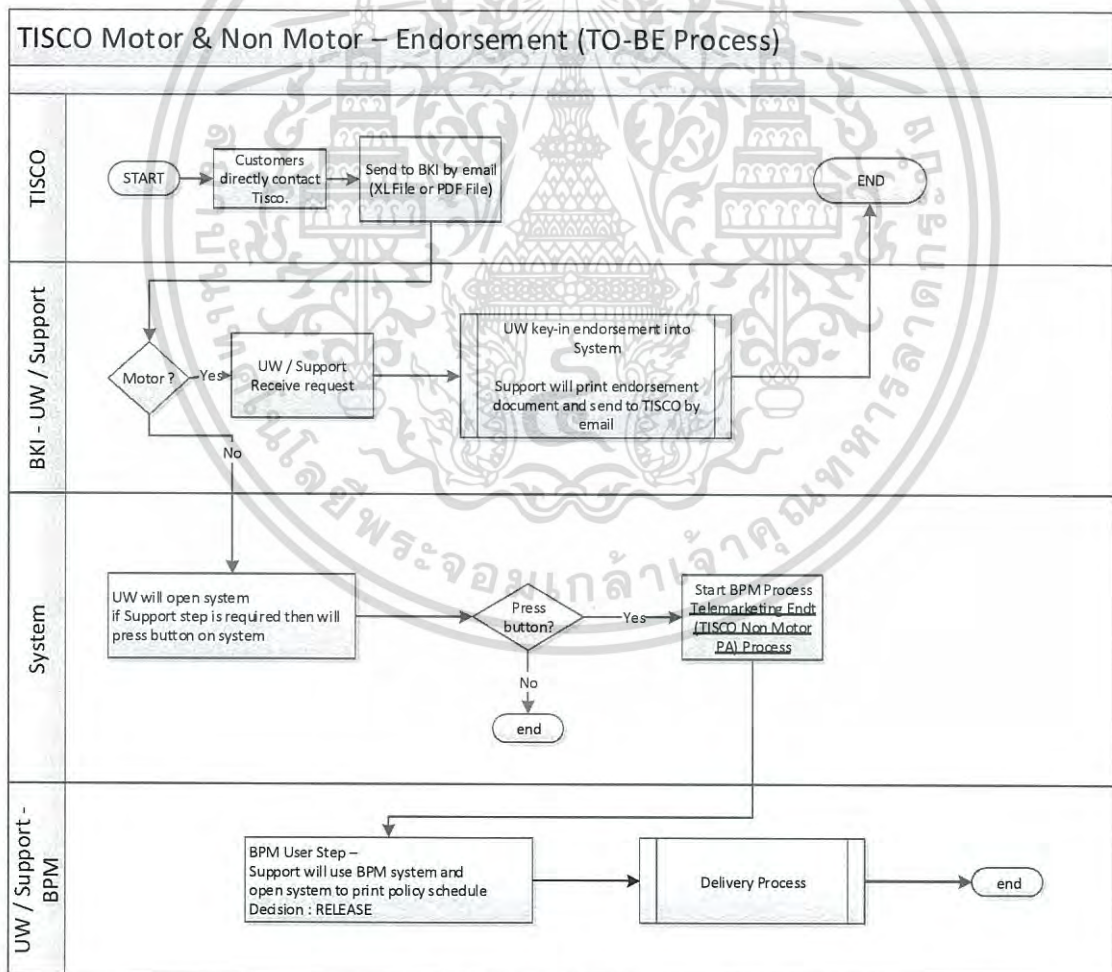 TISCO Motor & Non Motor – Endorsement (TO-BE Process)
TISCO
START
Customers
directly contact
Tisco.
Send to BKI by email
(XL File or PDF File)
END
BKI - UW / Support
Motor ?
Yes
UW / Support
Receive request
UW key-in endorsement into
System
Support will print endorsement
document and send to TISCO by
email
No
System
UW will open system
if Support step is required then will
press button on system
Press
button?
Yes
Start BPM Process
Telemarketing Endt
(TISCO Non Motor
PA) Process
No
end
UW / Support -
BPM
BPM User Step –
Support will use BPM system and
open system to print policy schedule
Decision : RELEASE
Delivery Process
end